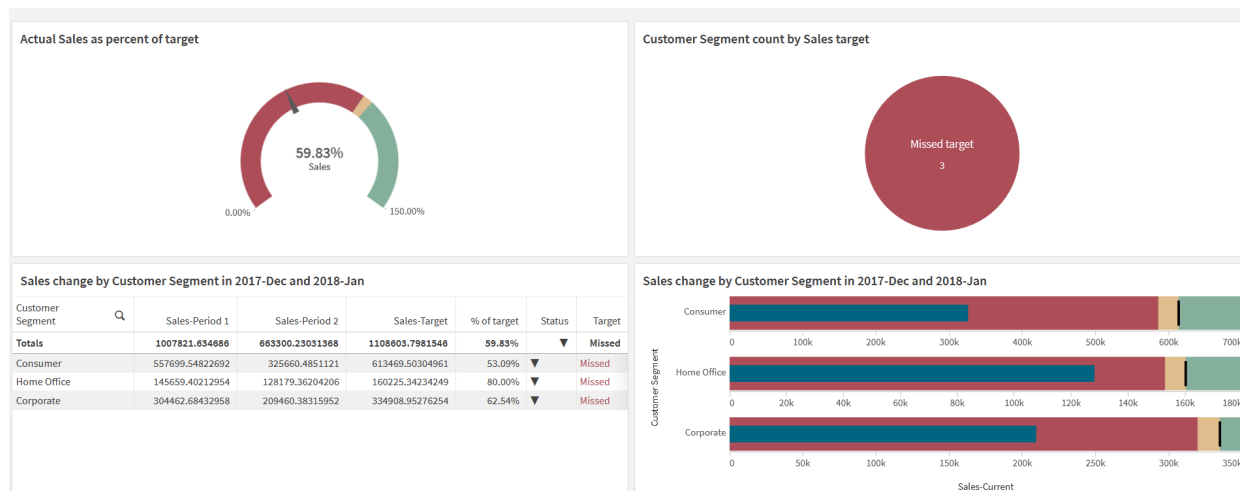 Actual Sales as percent of target
59.83%
Sales
0.00%
150.00%
Customer Segment count by Sales target
Missed target
3
Sales change by Customer Segment in 2017-Dec and 2018-Jan
Customer Segment Sales-Period 1 Sales-Period 2 Sales-Target % of target Status Target
Totals 1007821.634686 663300.23031368 1108603.7981546 59.83% ▼ Missed
Consumer 557699.54822692 325660.4851121 613469.50304961 53.09% ▼ Missed
Home Office 145659.40212954 128179.36204206 160225.34234249 80.00% ▼ Missed
Corporate 304462.68432958 209460.38315952 334908.95276254 62.54% ▼ Missed
Sales change by Customer Segment in 2017-Dec and 2018-Jan
Customer Segment
Consumer
0 100k 200k 300k 400k 500k 600k 700k
Home Office
0 20k 40k 60k 80k 100k 120k 140k 160k 180k
Corporate
0 50k 100k 150k 200k 250k 300k 350k
Sales-Current